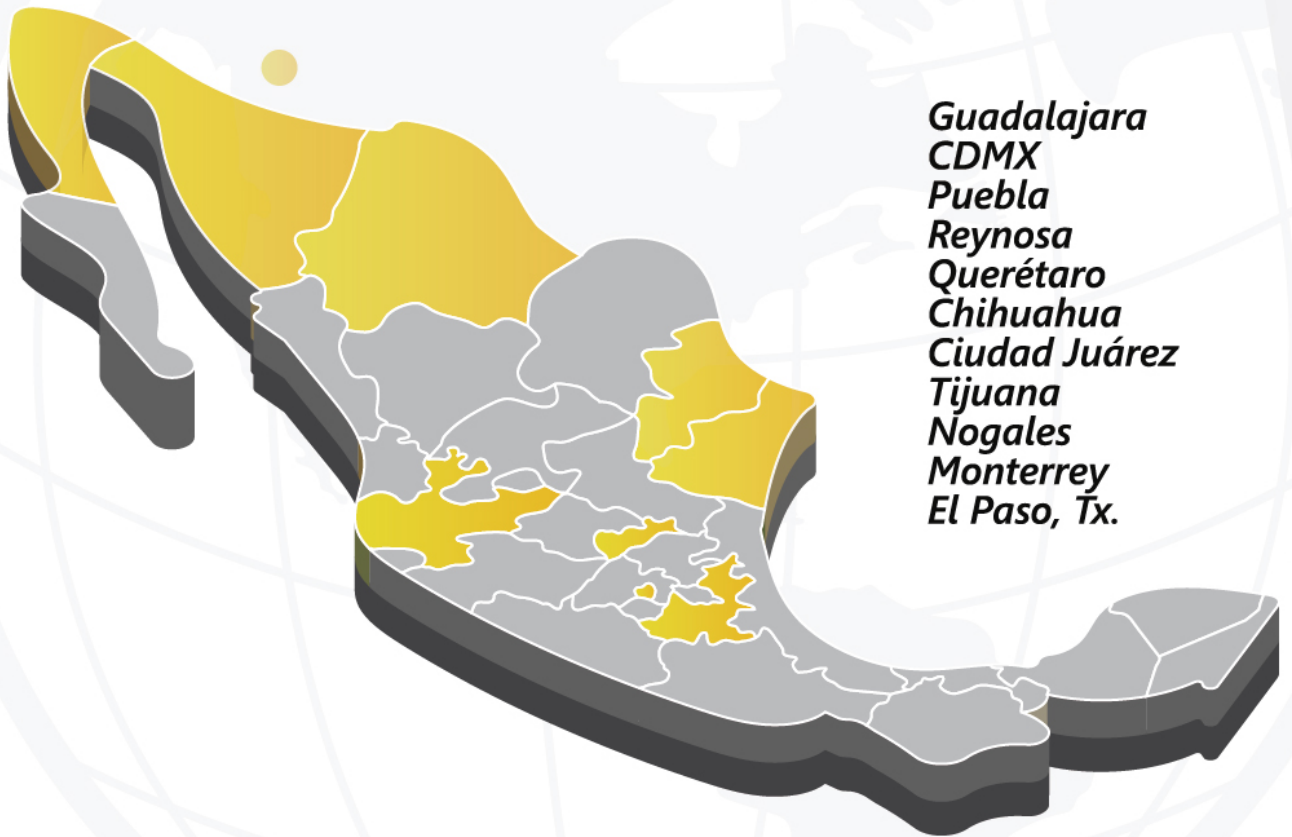 Guadalajara
CDMX
Puebla
Reynosa
Querétaro
Chihuahua
Ciudad Juárez
Tijuana
Nogales
Monterrey
El Paso, Tx.